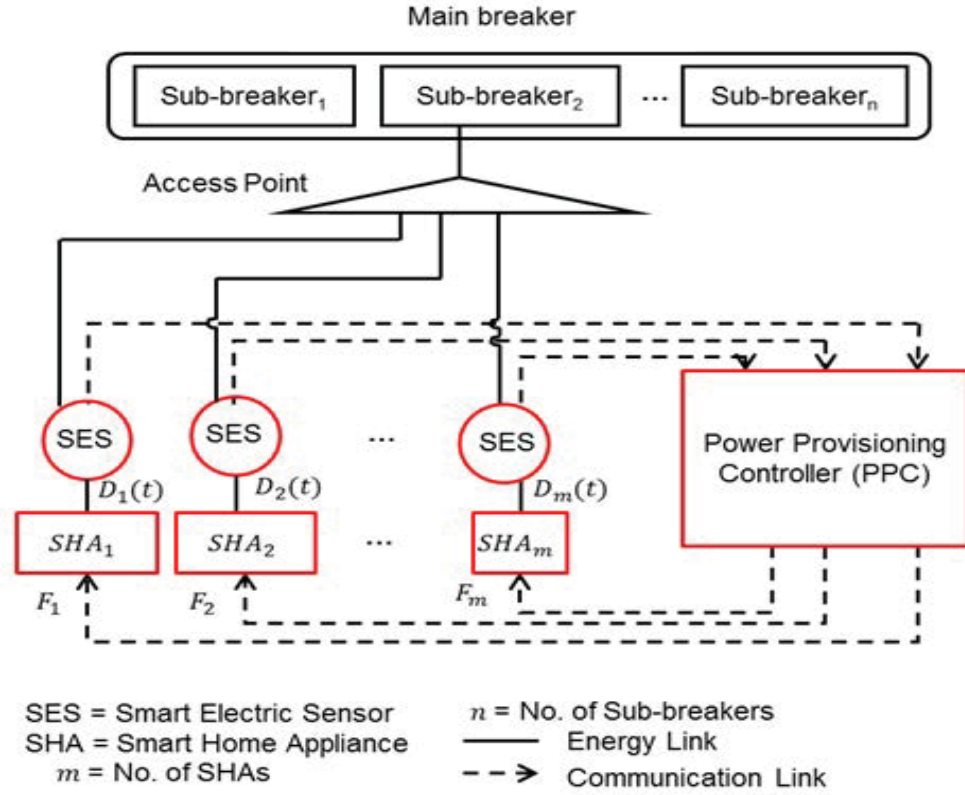 Main breaker
Sub-breaker₁ Sub-breaker₂ ... Sub-breakerₙ
Access Point
SES SES ... SES
Power Provisioning
Controller (PPC)
D₁(t) D₂(t) Dₘ(t)
SHA₁ SHA₂ ... SHAₘ
F₁ F₂ Fₘ
SES = Smart Electric Sensor
SHA = Smart Home Appliance
m = No. of SHAs
n = No. of Sub-breakers
Energy Link
Communication Link